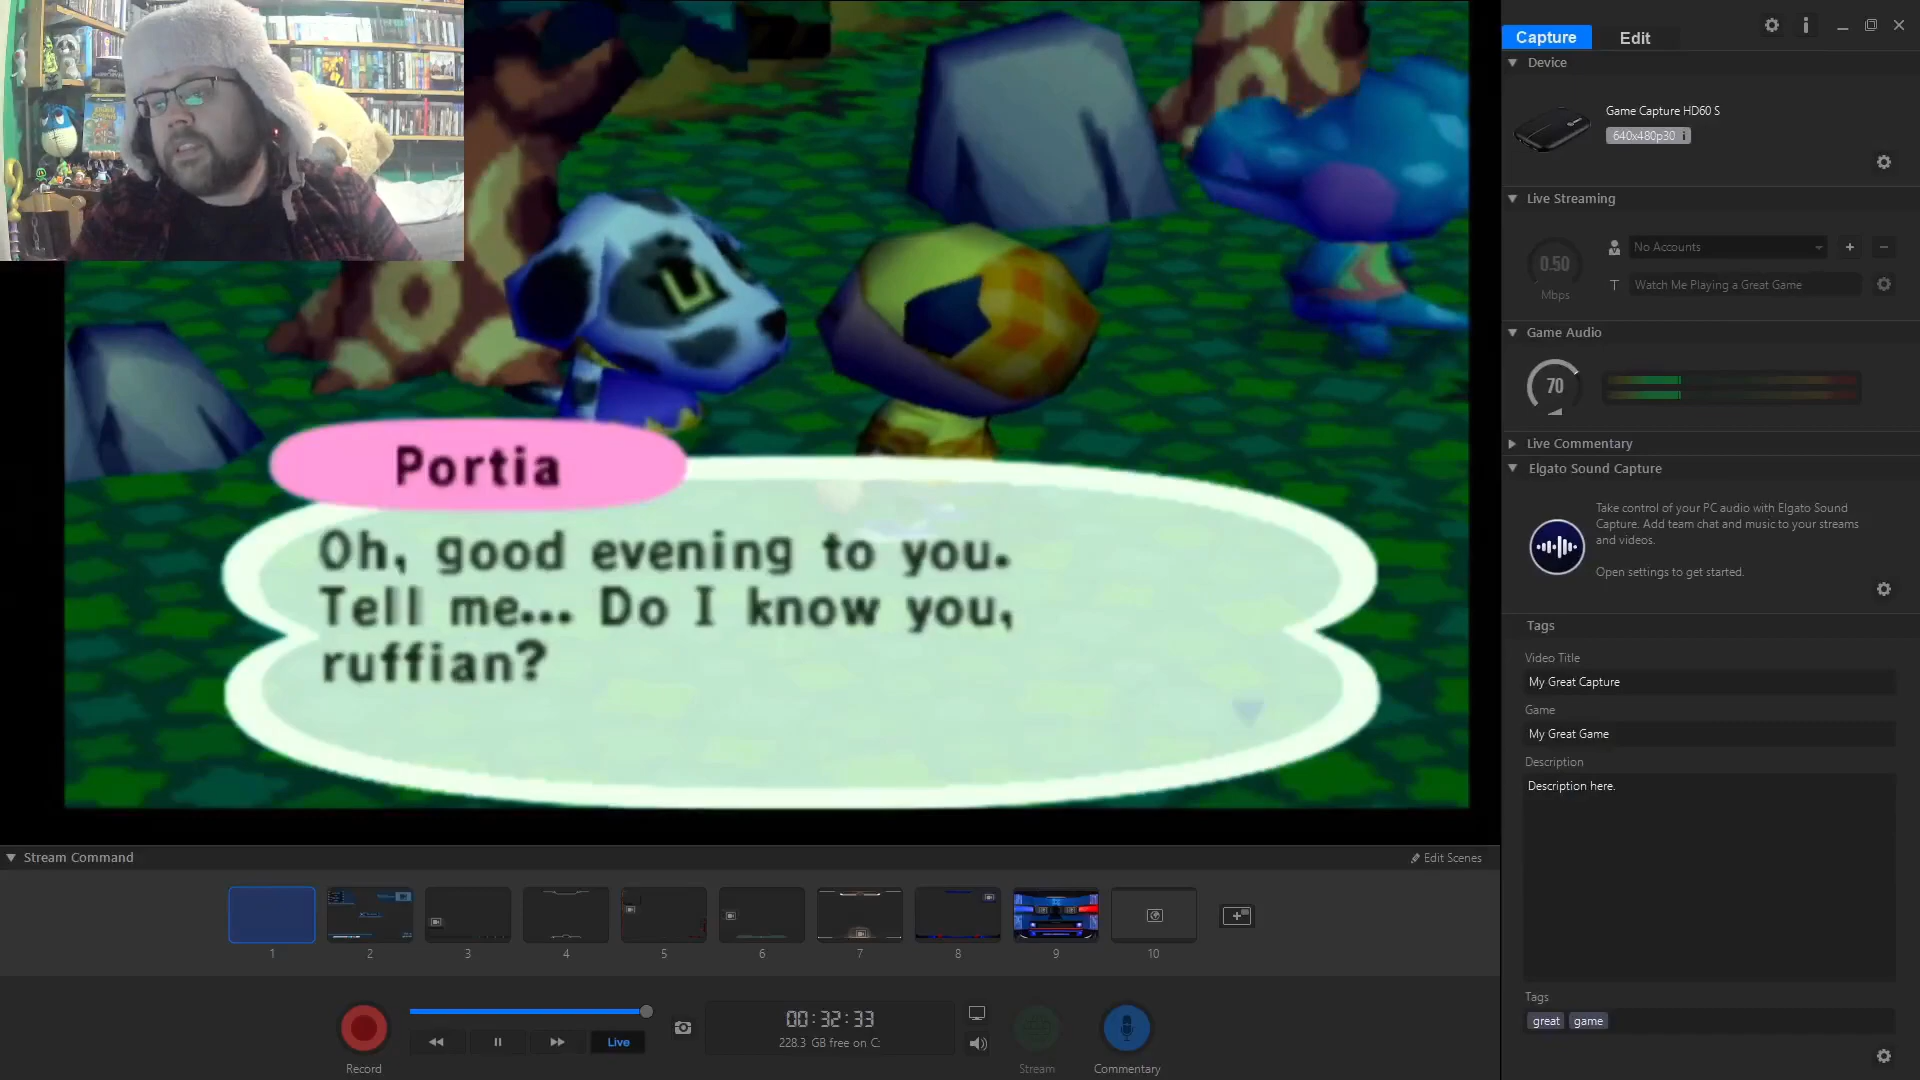 Capture
Edit
Device
Game Capture HD60 S
640x480p30 i
Live Streaming
No Accounts
0.50
Mbps
T Watch Me Playing a Great Game
Game Audio
70
Live Commentary
Elgato Sound Capture
Take control of your PC audio with Elgato Sound
Capture. Add team chat and music to your streams
and videos.
Open settings to get started.
Tags
Video Title
My Great Capture
Game
My Great Game
Description
Description here.
Tags
great game
Portia
Oh, good evening to you.
Tell me... Do I know you,
ruffian?
Stream Command
Edit Scenes
1 2 3 4 5 6 7 8 9 10
00:32:33
228.3 GB free on C:
Live
Record
Stream
Commentary